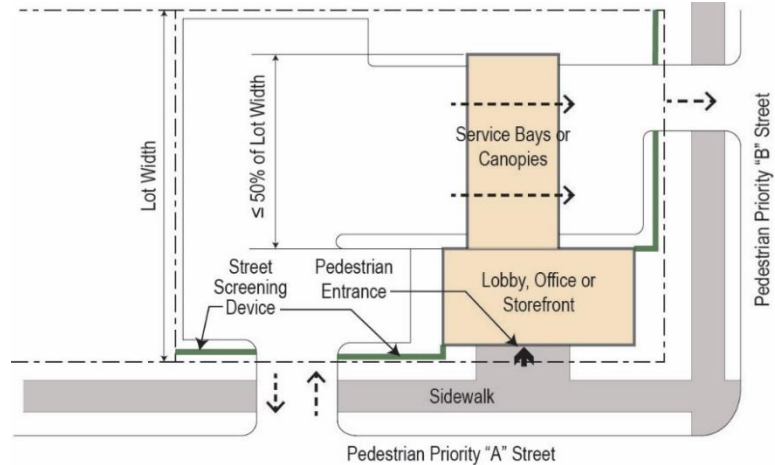 Lot Width
≤ 50% of Lot Width
Service Bays or
Canopies
Pedestrian Priority "B" Street
Street
Screening
Device
Pedestrian
Entrance
Lobby, Office or
Storefront
Sidewalk
Pedestrian Priority "A" Street